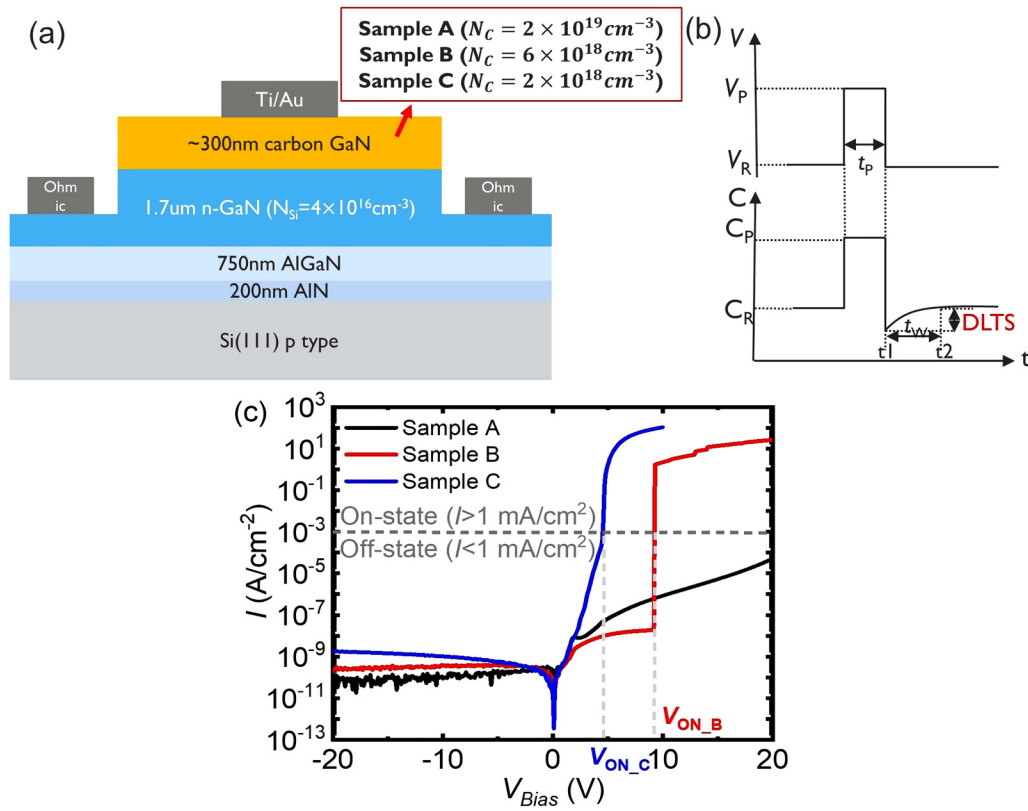 (a)
Sample A (N_C = 2 × 10^19 cm^-3)
Sample B (N_C = 6 × 10^18 cm^-3)
Sample C (N_C = 2 × 10^18 cm^-3)
Ti/Au
~300nm carbon GaN
Ohm
ic
Ohm
ic
1.7um n-GaN (N_Si=4×10^16cm^-3)
750nm AlGaN
200nm AlN
Si(111) p type
(b)
V
V_P
V_R
t_P
C
C_P
C_R
t_W
DLTS
t1
t2
t
(c)
Sample A
Sample B
Sample C
On-state (I>1 mA/cm^2)
Off-state (I<1 mA/cm^2)
I (A/cm^-2)
10^3
10^1
10^-1
10^-3
10^-5
10^-7
10^-9
10^-11
10^-13
V_ON_B
V_ON_C
-20
-10
0
10
20
V_Bias (V)